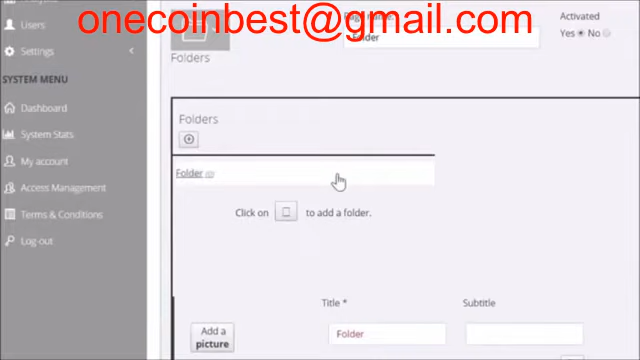 onecoinbest@gmail.com
Users
Settings
SYSTEM MENU
Dashboard
System Stats
My account
Access Management
Terms & Conditions
Log-out
Activated
Folder
Yes No
Folders
Folders
Folder
Click on to add a folder.
Title *
Subtitle
Add a
picture
Folder